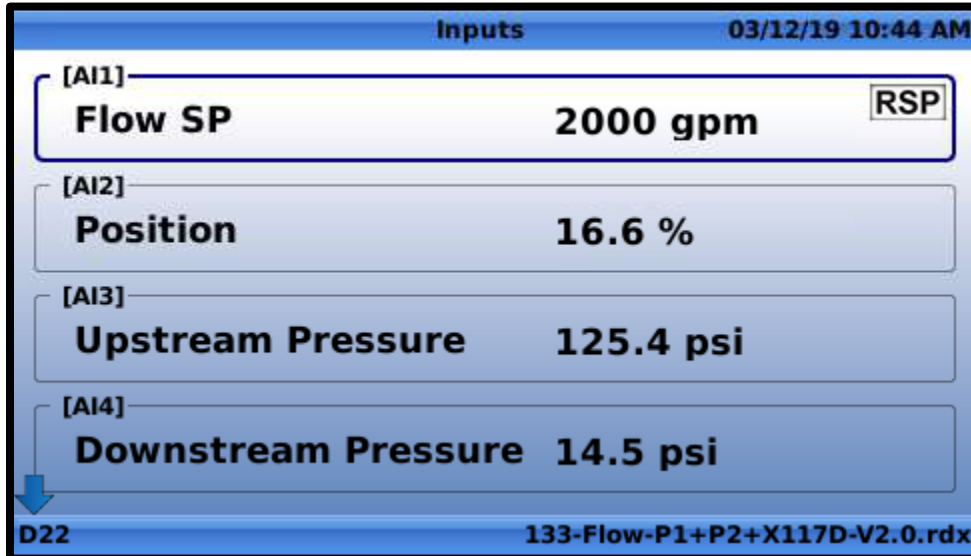 Inputs 03/12/19 10:44 AM
[AI1]
Flow SP 2000 gpm RSP
[AI2]
Position 16.6 %
[AI3]
Upstream Pressure 125.4 psi
[AI4]
Downstream Pressure 14.5 psi
D22 133-Flow-P1+P2+X117D-V2.0.rdx